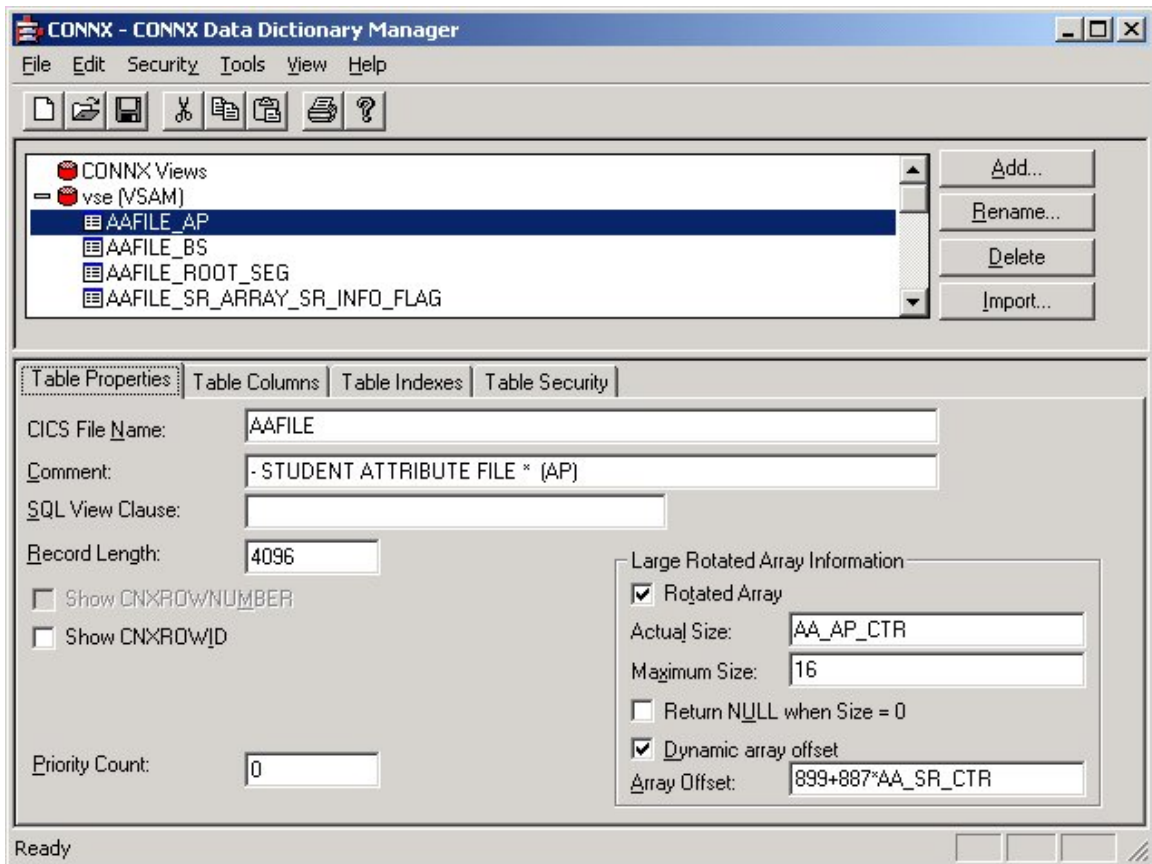 CONNX - CONNX Data Dictionary Manager
File Edit Security Tools View Help
CONNX Views
Add...
vse (VSAM)
AAFILE_AP
Rename...
AAFILE_BS
AAFILE_ROOT_SEG
Delete
AAFILE_SR_ARRAY_SR_INFO_FLAG
Import...
Table Properties Table Columns Table Indexes Table Security
CICS File Name: AAFILE
Comment: - STUDENT ATTRIBUTE FILE * (AP)
SQL View Clause:
Record Length: 4096
Large Rotated Array Information
Show CNXROWNUMBER
Rotated Array
Show CNXROWID
Actual Size: AA_AP_CTR
Maximum Size: 16
Return NULL when Size = 0
Dynamic array offset
Priority Count: 0
Array Offset: 899+887*AA_SR_CTR
Ready